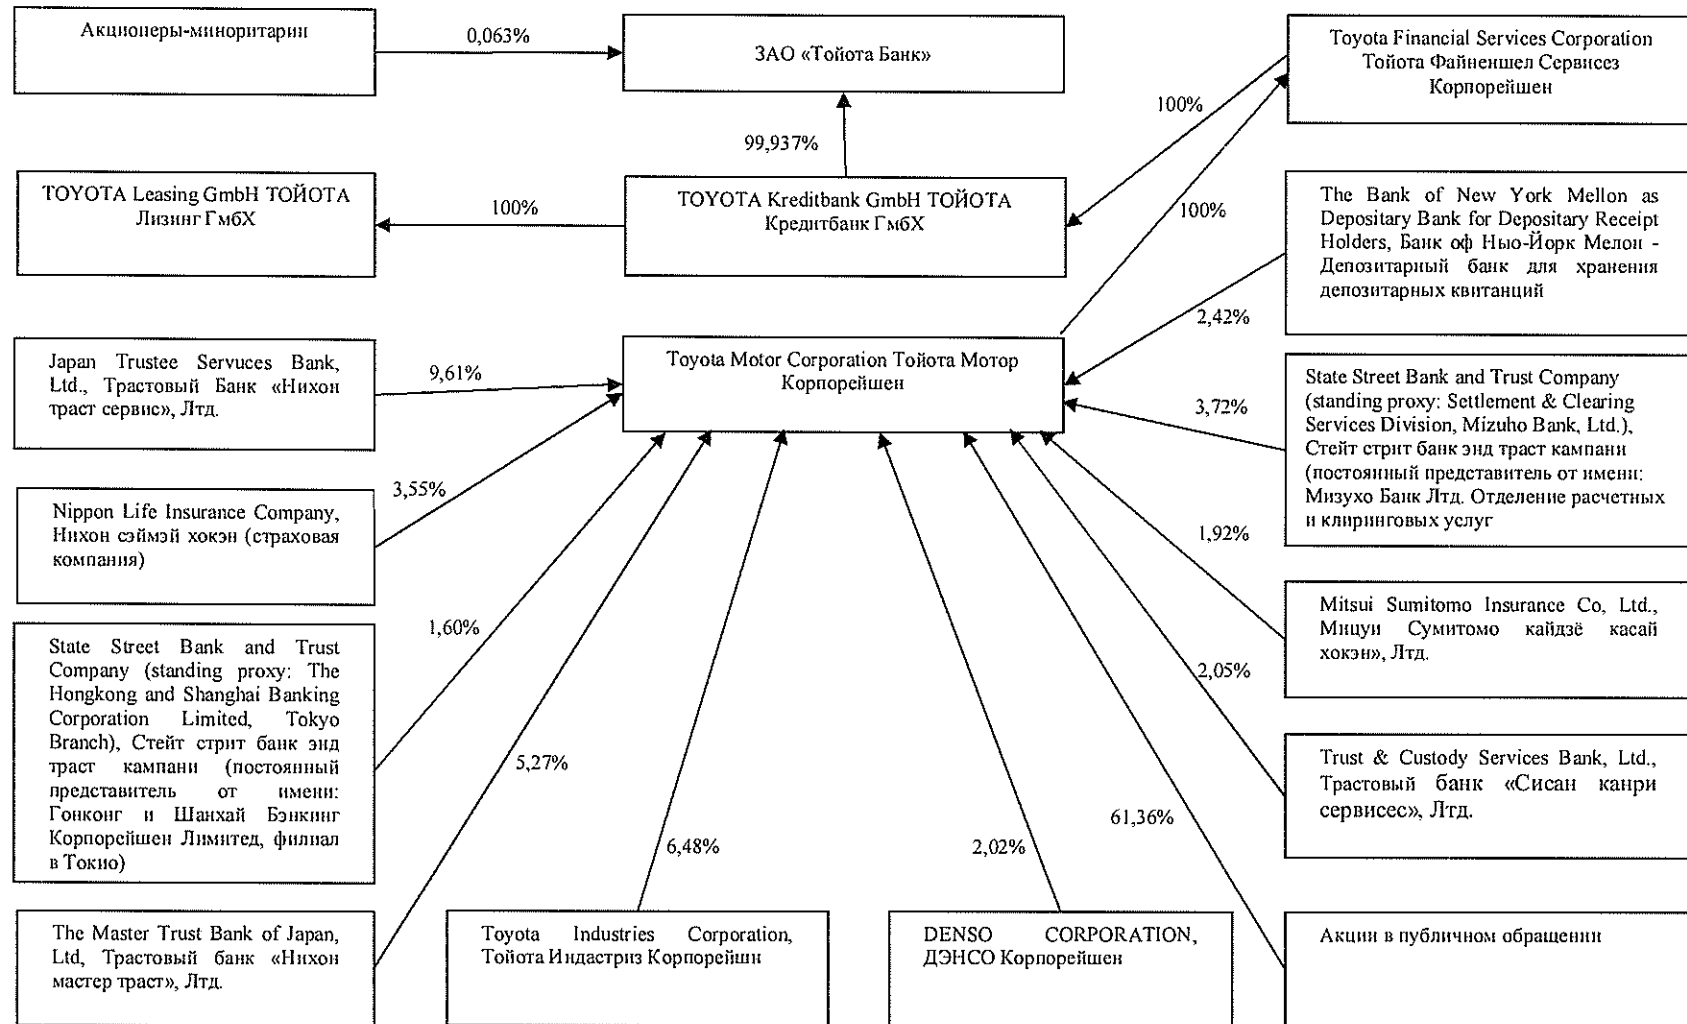 Акционеры-миноритарии
0,063%
ЗАО «Тойота Банк»
Toyota Financial Services Corporation
Тойота Файненшел Сервисез
Корпорейшен
100%
99,937%
TOYOTA Leasing GmbH ТОЙОТА
Лизинг ГмбХ
100%
TOYOTA Kreditbank GmbH ТОЙОТА
Кредитбанк ГмбХ
100%
The Bank of New York Mellon as
Depositary Bank for Depositary Receipt
Holders, Банк оф Нью-Йорк Мелон -
Депозитарный банк для хранения
депозитарных квитанций
2,42%
Japan Trustee Servuces Bank,
Ltd., Трастовый Банк «Нихон
траст сервис», Лтд.
9,61%
Toyota Motor Corporation Тойота Мотор
Корпорейшен
State Street Bank and Trust Company
(standing proxy: Settlement & Clearing
Services Division, Mizuho Bank, Ltd.),
Стейт стрит банк энд траст кампани
(постоянный представитель от имени:
Мизухо Банк Лтд. Отделение расчетных
и клиринговых услуг
3,72%
Nippon Life Insurance Company,
Нихон сэймэй хокэн (страховая
компания)
3,55%
1,92%
Mitsui Sumitomo Insurance Co, Ltd.,
Мицуи Сумитомо кайдзё касай
хокэн», Лтд.
State Street Bank and Trust
Company (standing proxy: The
Hongkong and Shanghai Banking
Corporation Limited, Tokyo
Branch), Стейт стрит банк энд
траст кампани (постоянный
представитель от имени:
Гонконг и Шанхай Бэнкинг
Корпорейшен Лимитед, филиал
в Токио)
1,60%
2,05%
Trust & Custody Services Bank, Ltd.,
Трастовый банк «Сисан канри
сервисес», Лтд.
5,27%
6,48%
2,02%
61,36%
The Master Trust Bank of Japan,
Ltd, Трастовый банк «Нихон
мастер траст», Лтд.
Toyota Industries Corporation,
Тойота Индастриз Корпорейшн
DENSO CORPORATION,
ДЭНСО Корпорейшен
Акции в публичном обращении